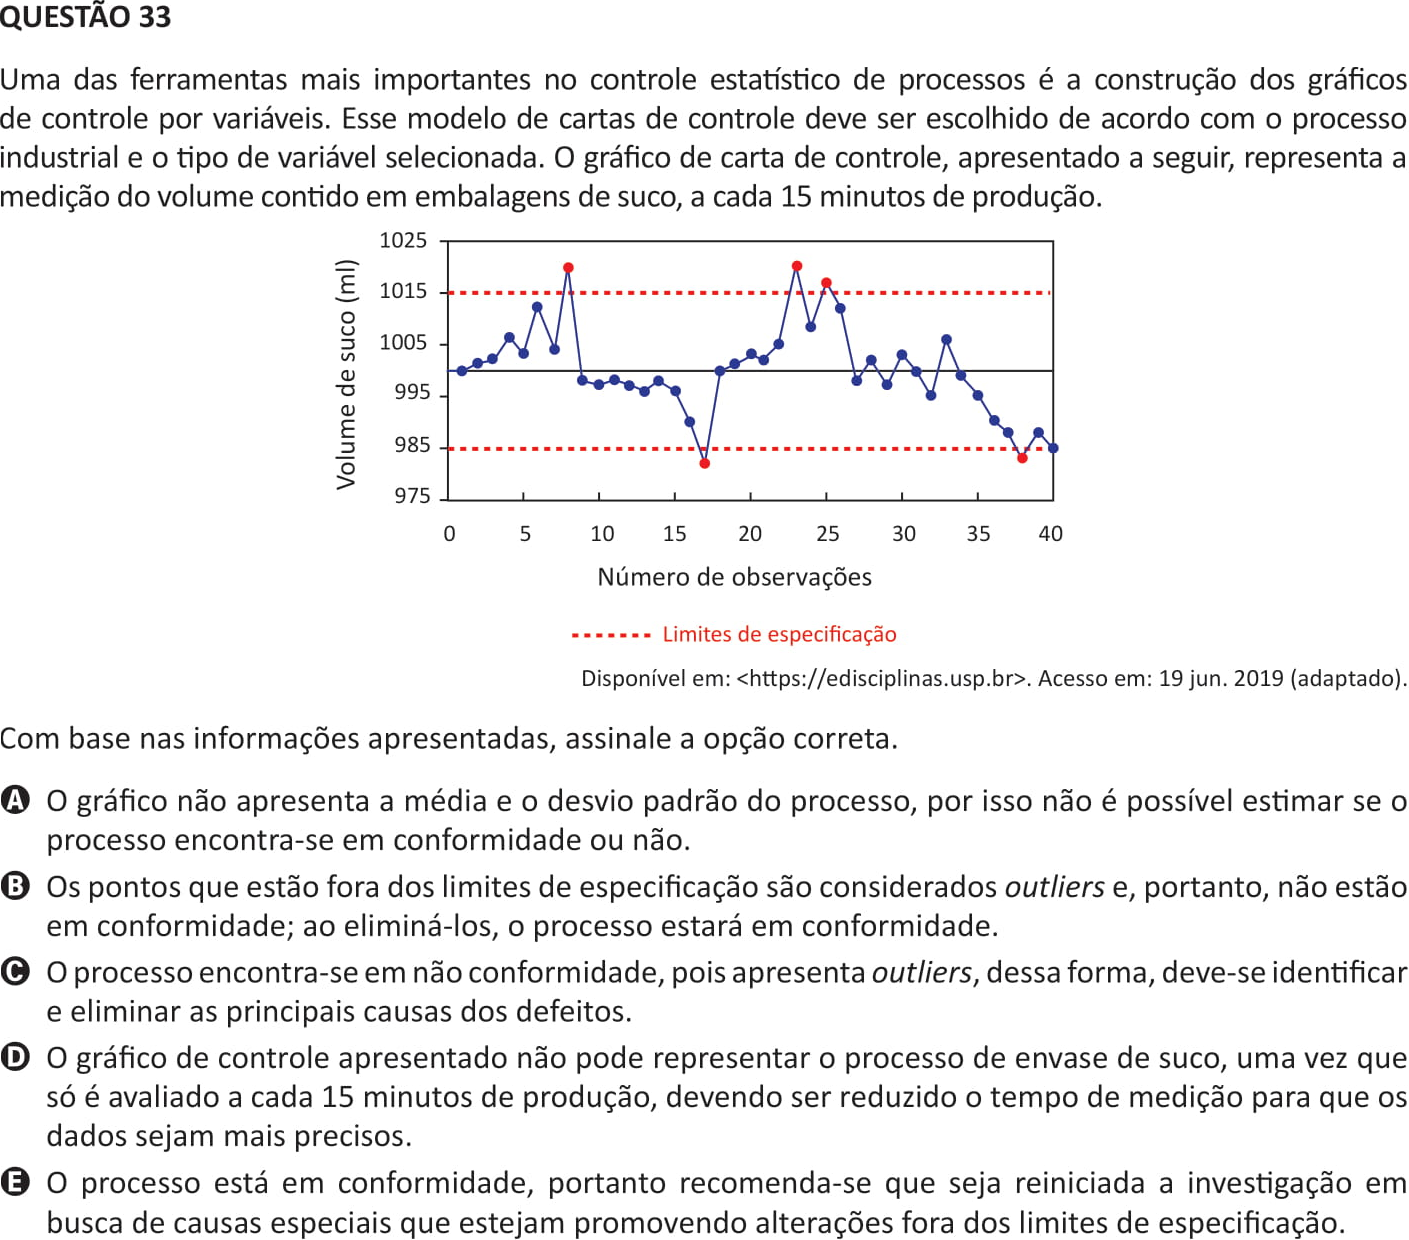 QUESTÃO 33
Uma das ferramentas mais importantes no controle estatístico de processos é a construção dos gráficos
de controle por variáveis. Esse modelo de cartas de controle deve ser escolhido de acordo com o processo
industrial e o tipo de variável selecionada. O gráfico de carta de controle, apresentado a seguir, representa a
medição do volume contido em embalagens de suco, a cada 15 minutos de produção.
Volume de suco (ml)
1025
1015
1005
995
985
975
0 5 10 15 20 25 30 35 40
Número de observações
Limites de especificação
Disponível em: <https://edisciplinas.usp.br>. Acesso em: 19 jun. 2019 (adaptado).
Com base nas informações apresentadas, assinale a opção correta.
A O gráfico não apresenta a média e o desvio padrão do processo, por isso não é possível estimar se o
processo encontra-se em conformidade ou não.
B Os pontos que estão fora dos limites de especificação são considerados outliers e, portanto, não estão
em conformidade; ao eliminá-los, o processo estará em conformidade.
C O processo encontra-se em não conformidade, pois apresenta outliers, dessa forma, deve-se identificar
e eliminar as principais causas dos defeitos.
D O gráfico de controle apresentado não pode representar o processo de envase de suco, uma vez que
só é avaliado a cada 15 minutos de produção, devendo ser reduzido o tempo de medição para que os
dados sejam mais precisos.
E O processo está em conformidade, portanto recomenda-se que seja reiniciada a investigação em
busca de causas especiais que estejam promovendo alterações fora dos limites de especificação.